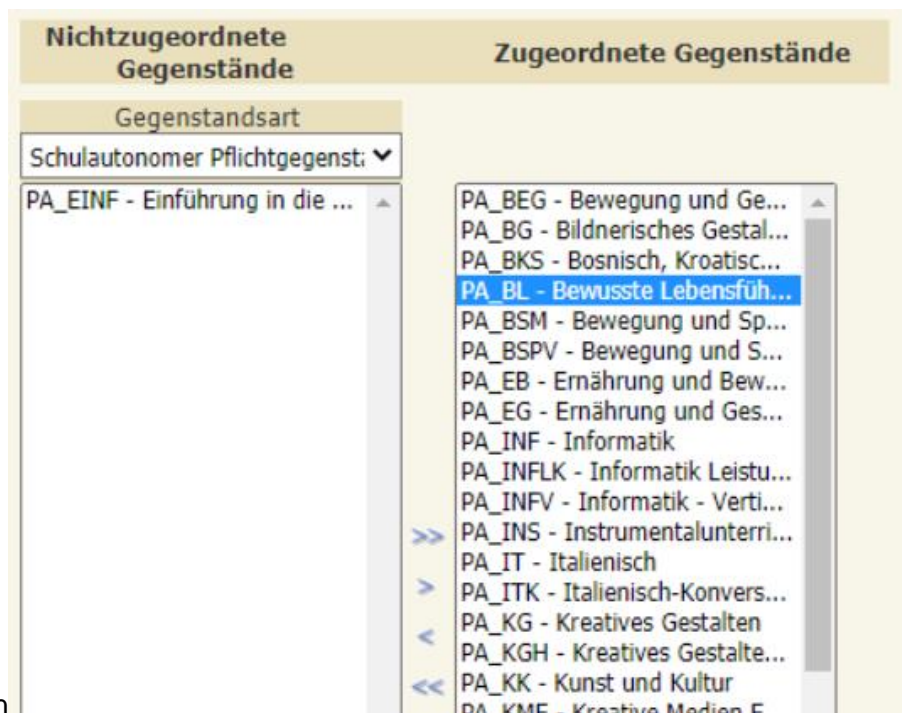 Nichtzugeordnete
Gegenstände
Zugeordnete Gegenstände
Gegenstandsart
Schulautonomer Pflichtgegenst:
PA_EINF - Einführung in die ...
PA_BEG - Bewegung und Ge...
PA_BG - Bildnerisches Gestal...
PA_BKS - Bosnisch, Kroatisc...
PA_BL - Bewusste Lebensfüh...
PA_BSM - Bewegung und Sp...
PA_BSPV - Bewegung und S...
PA_EB - Ernährung und Bew...
PA_EG - Ernährung und Ges...
PA_INF - Informatik
PA_INFLK - Informatik Leistu...
PA_INFV - Informatik - Verti...
>> PA_INS - Instrumentalunterri...
PA_IT - Italienisch
> PA_ITK - Italienisch-Konvers...
< PA_KG - Kreatives Gestalten
PA_KGH - Kreatives Gestalte...
<< PA_KK - Kunst und Kultur
PA_KMF - Kreative Medien